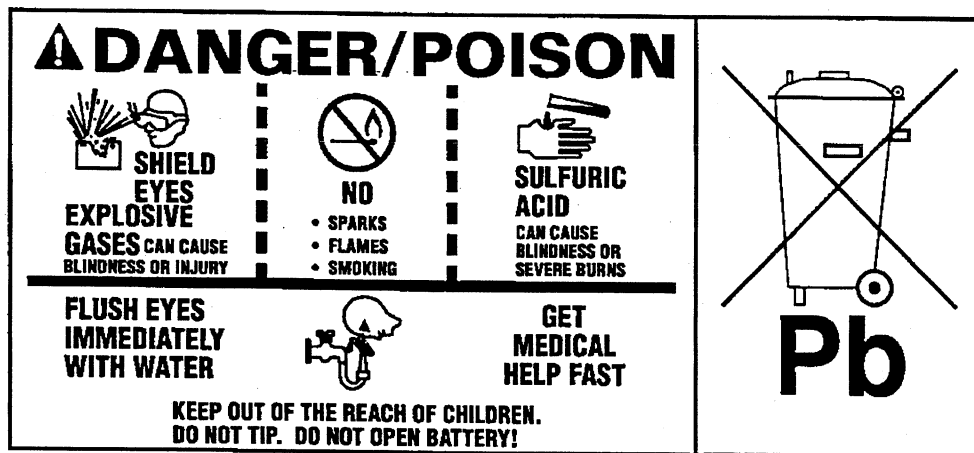 DANGER/POISON
SHIELD
EYES
EXPLOSIVE
GASES CAN CAUSE
BLINDNESS OR INJURY
NO
• SPARKS
• FLAMES
• SMOKING
SULFURIC
ACID
CAN CAUSE
BLINDNESS OR
SEVERE BURNS
FLUSH EYES
IMMEDIATELY
WITH WATER
GET
MEDICAL
HELP FAST
KEEP OUT OF THE REACH OF CHILDREN.
DO NOT TIP. DO NOT OPEN BATTERY!
Pb